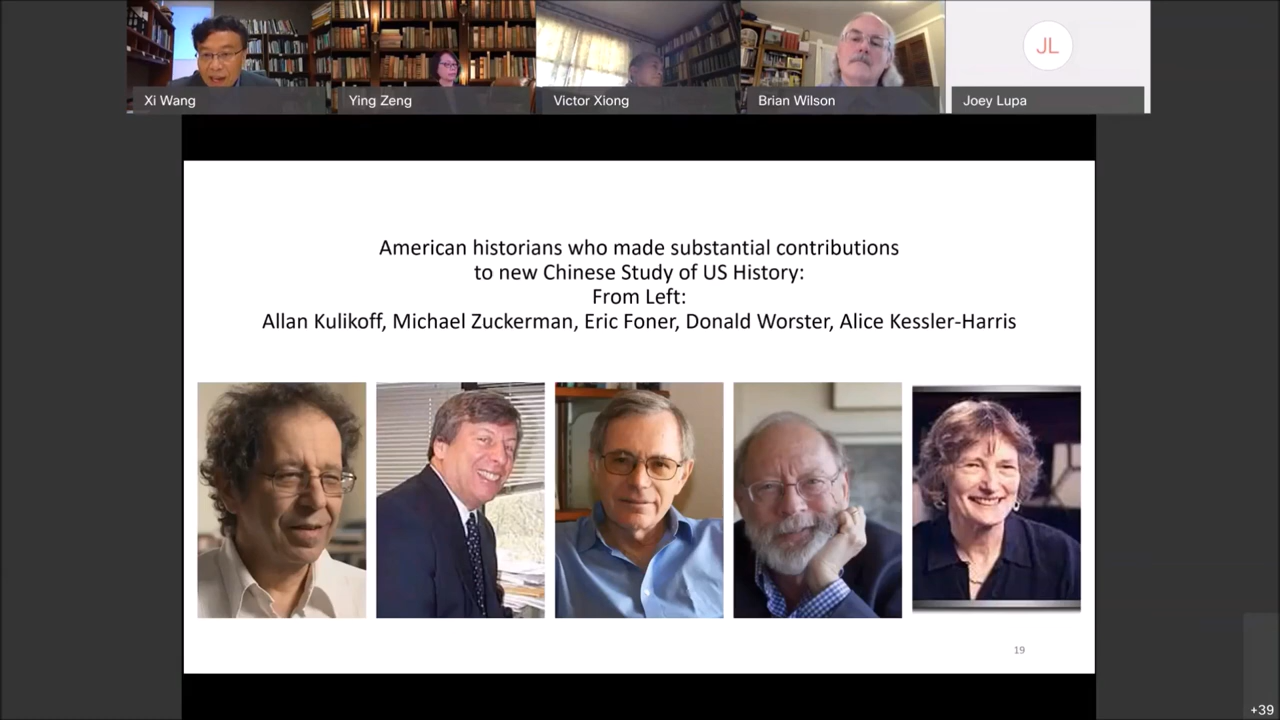 Xi Wang
Ying Zeng
Victor Xiong
Brian Wilson
JL
Joey Lupa
American historians who made substantial contributions
to new Chinese Study of US History:
From Left:
Allan Kulikoff, Michael Zuckerman, Eric Foner, Donald Worster, Alice Kessler-Harris
19
+39